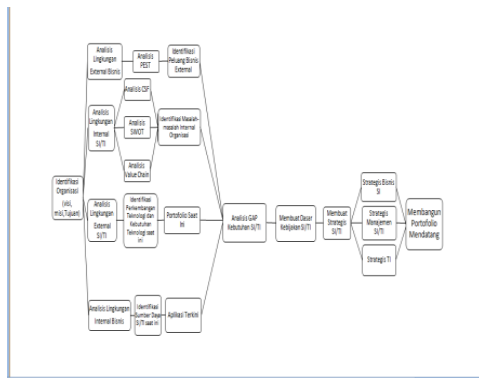 Analisis
Lingkungan
External Bisnis
Analisis
PEST
Identifikasi
Peluang Bisnis
External
Analisis
Lingkungan
Internal
SI/TI
Analisis CSF
Analisis
SWOT
Analisis
Value Chain
Identifikasi Masalah-
masalah Internal
Organisasi
Identifikasi
Organisasi
(visi,
misi,Tujuan)
Analisis
Lingkungan
External
SI/TI
Identifikasi
Perkembangan
Teknologi dan
Kebutuhan
Teknologi saat
ini
Portofolio Saat
Ini
Analisis Lingkungan
Internal Bisnis
Identifikasi
Sumber Daya
SI/TI saat ini
Aplikasi Terkini
Analisis GAP
Kebutuhan SI/TI
Membuat Dasar
Kebijakan SI/TI
Membuat
Strategis
SI/TI
Strategis Bisnis
SI
Strategis
Manajemen
SI/TI
Strategis TI
Membangun
Portofolio
Mendatang